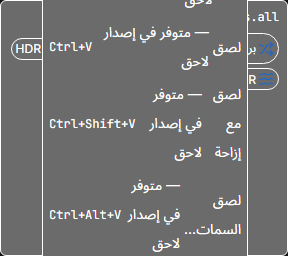 لاحق
s.all
— متوفر في إصدار
لصق
Ctrl+V
لاحق
HDR
بر
R
لصق
— متوفر
مع
في إصدار
Ctrl+Shift+V
إزاحة
لاحق
— متوفر
لصق
في إصدار
Ctrl+Alt+V
السمات...
لاحق